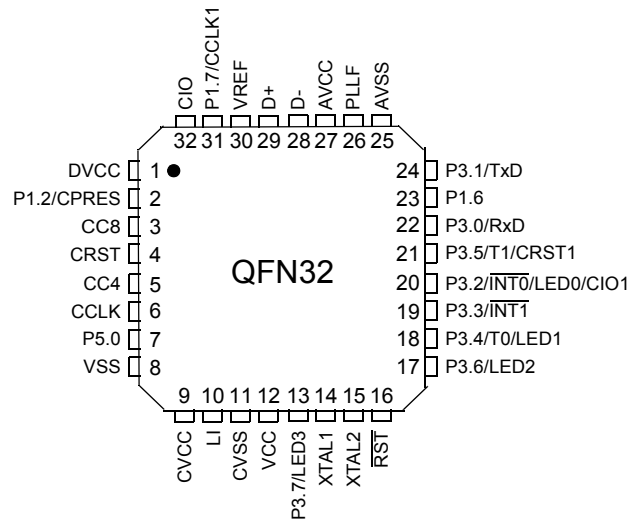 CIO
P1.7/CCLK1
VREF
D+
D-
AVCC
PLLF
AVSS
32 31 30 29 28 27 26 25
DVCC 1 24 P3.1/TxD
P1.2/CPRES 2 23 P1.6
CC8 3 22 P3.0/RxD
CRST 4 21 P3.5/T1/CRST1
CC4 5 20 P3.2/INT0/LED0/CIO1
CCLK 6 19 P3.3/INT1
P5.0 7 18 P3.4/T0/LED1
VSS 8 17 P3.6/LED2
QFN32
9 10 11 12 13 14 15 16
CVCC
LI
CVSS
VCC
P3.7/LED3
XTAL1
XTAL2
RST